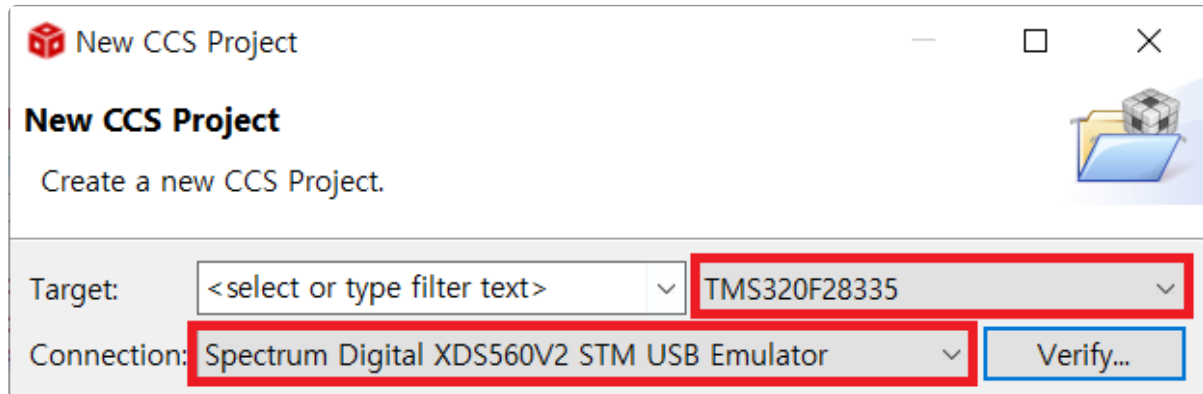 New CCS Project
New CCS Project
Create a new CCS Project.
Target: <select or type filter text> TMS320F28335
Connection: Spectrum Digital XDS560V2 STM USB Emulator Verify...